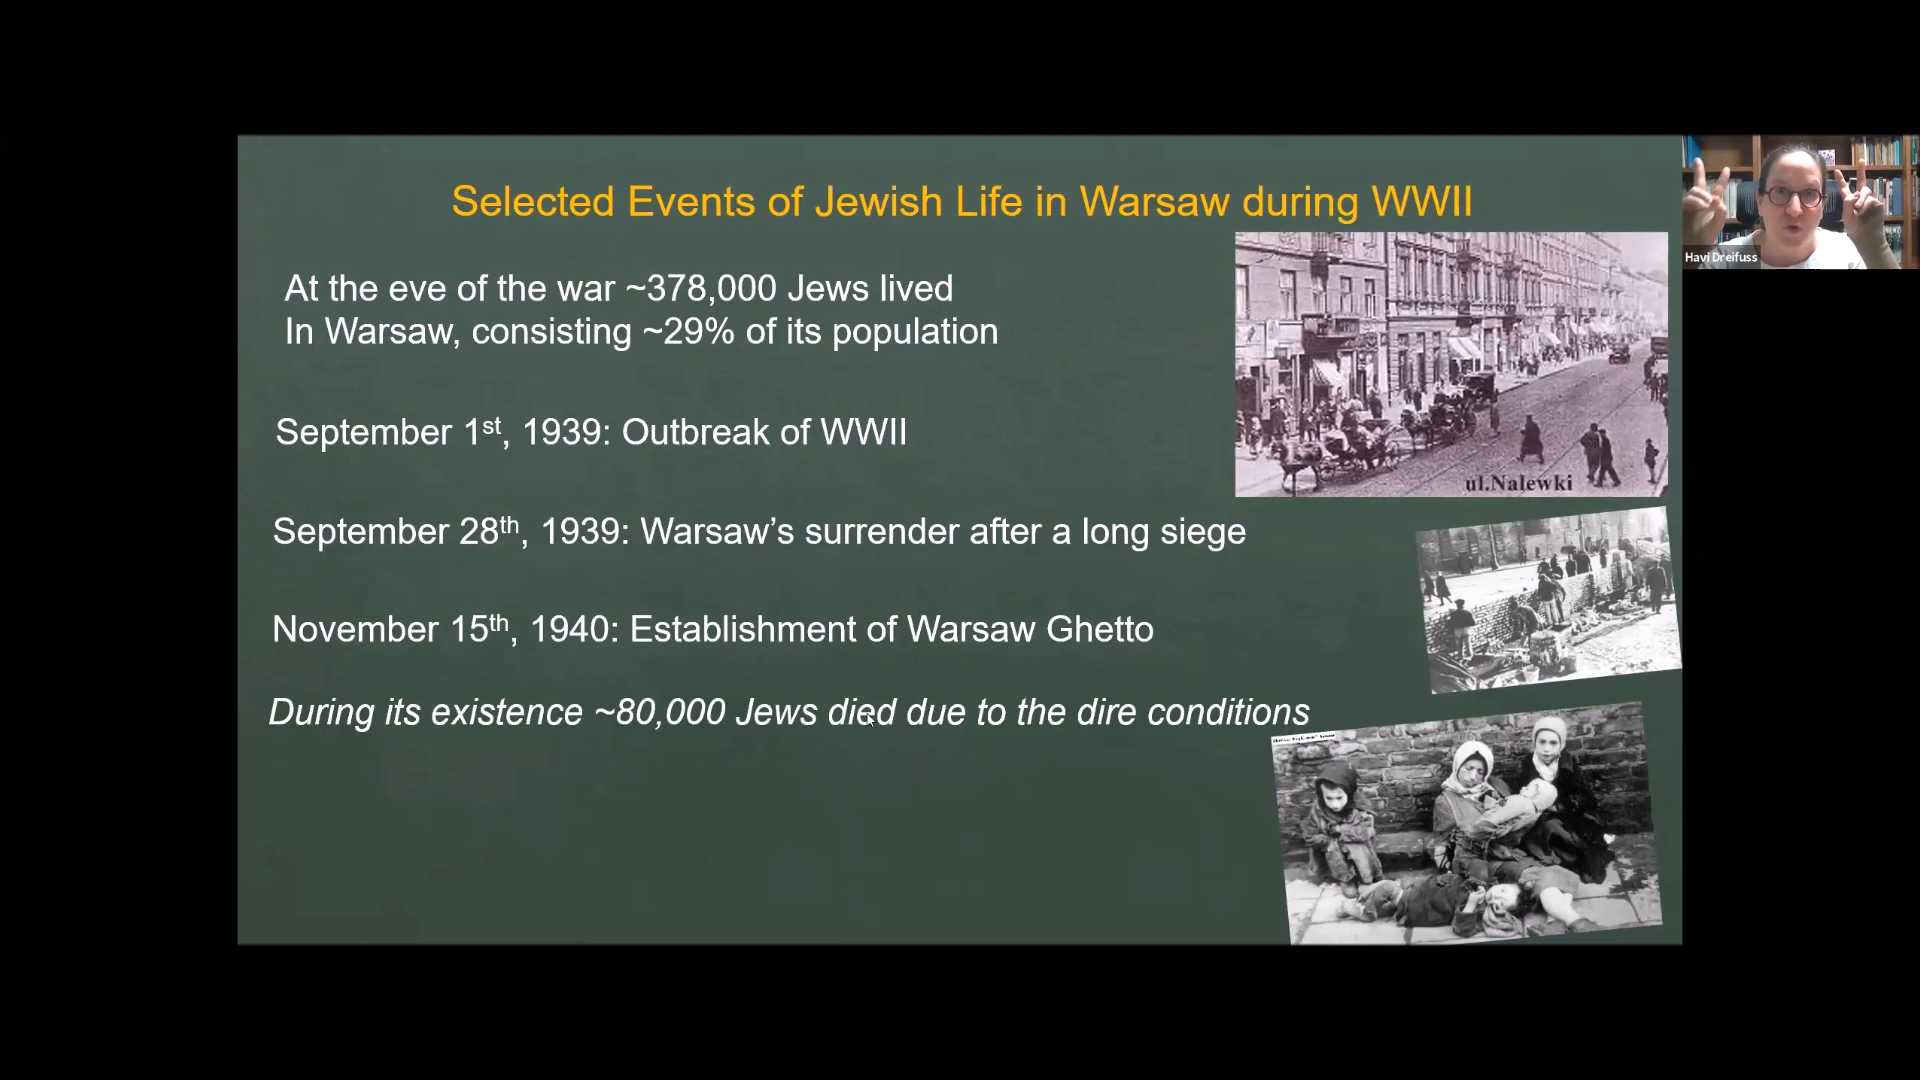 Selected Events of Jewish Life in Warsaw during WWII
At the eve of the war ~378,000 Jews lived
In Warsaw, consisting ~29% of its population
September 1st, 1939: Outbreak of WWII
September 28th, 1939: Warsaw’s surrender after a long siege
November 15th, 1940: Establishment of Warsaw Ghetto
During its existence ~80,000 Jews died due to the dire conditions
ul.Nalewki
Havi Dreifuss